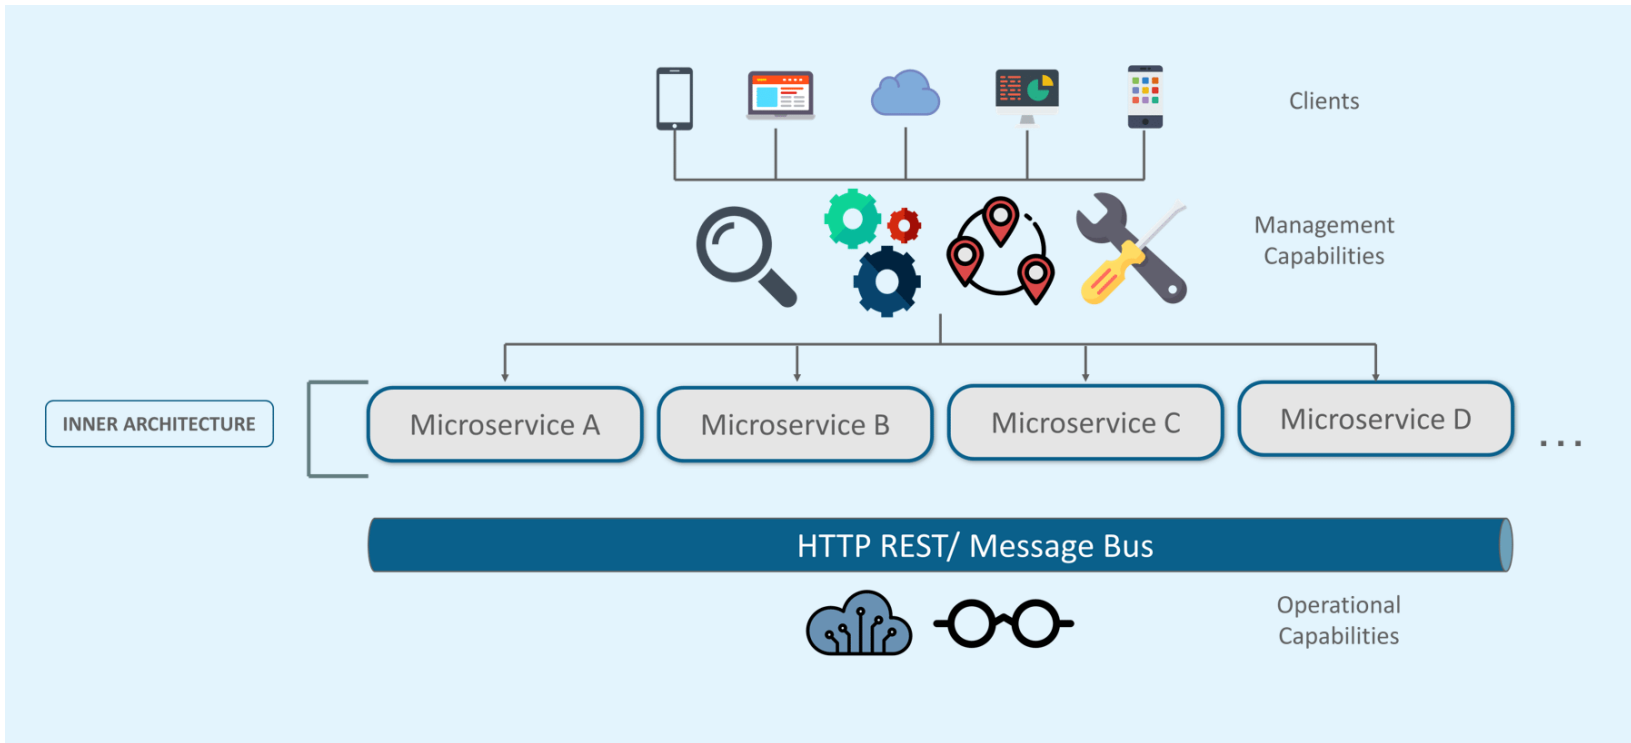 Clients
Management
Capabilities
INNER ARCHITECTURE
Microservice A
Microservice B
Microservice C
Microservice D
...
HTTP REST/ Message Bus
Operational
Capabilities